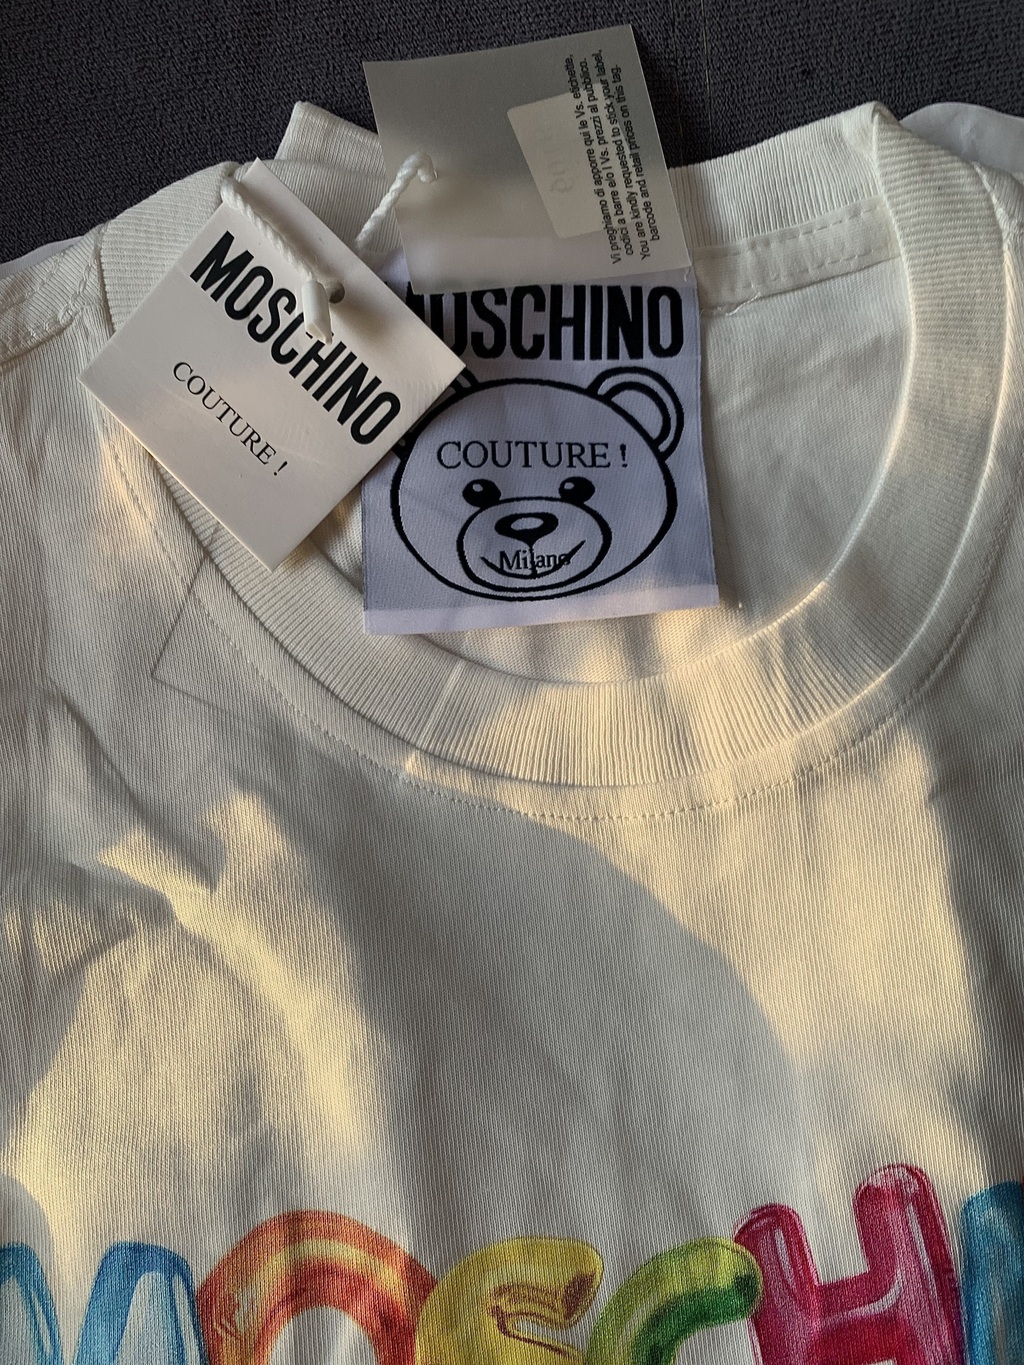 Vi preghiamo di apporre qui le Vs. etichette,
codici a barre e/o I Vs. prezzi al pubblico.
You are kindly requested to stick your label,
barcode and retail prices on this tag.
MOSCHINO
COUTURE !
MOSCHINO
COUTURE !
Milano
MOSCH